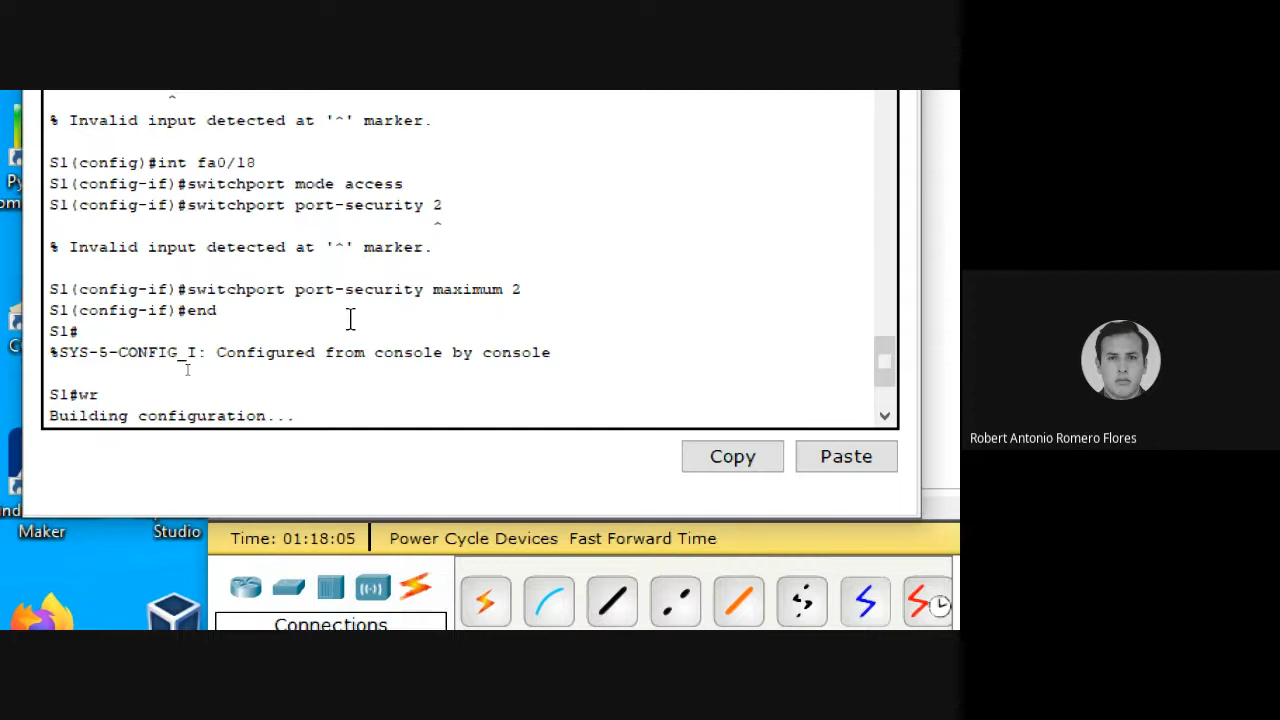 ^
% Invalid input detected at '^' marker.
S1(config)#int fa0/18
S1(config-if)#switchport mode access
S1(config-if)#switchport port-security 2
^
% Invalid input detected at '^' marker.
S1(config-if)#switchport port-security maximum 2
S1(config-if)#end
S1#
%SYS-5-CONFIG_I: Configured from console by console
S1#wr
Building configuration...
Copy
Paste
Robert Antonio Romero Flores
Maker
Studio
Time: 01:18:05
Power Cycle Devices Fast Forward Time
Connections